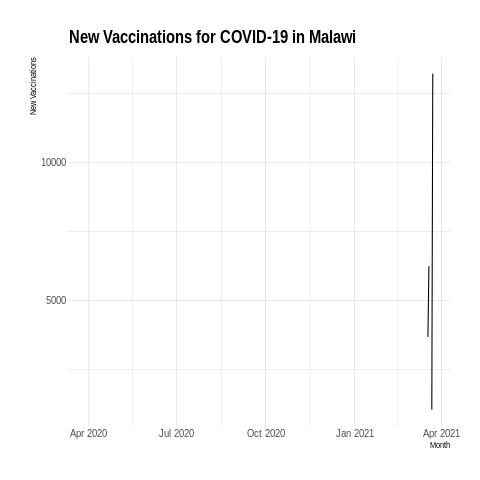 New Vaccinations for COVID-19 in Malawi
New Vaccinations
10000
5000
Apr 2020 Jul 2020 Oct 2020 Jan 2021 Apr 2021
Month